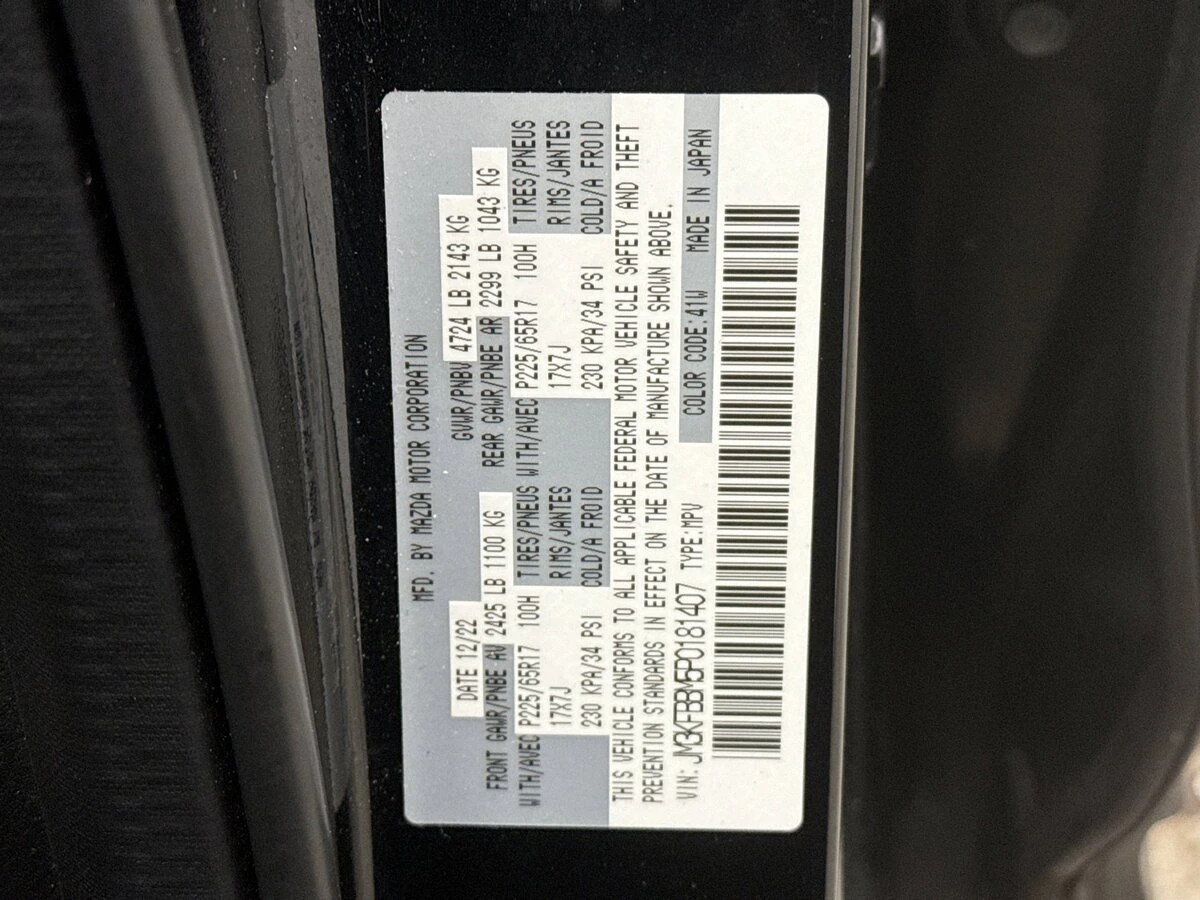 MFD. BY MAZDA MOTOR CORPORATION
DATE 12/22 GVWR/PNBV 4724 LB 2143 KG
FRONT GAWR/PNBE AV 2425 LB 1100 KG REAR GAWR/PNBE AR 2299 LB 1043 KG
WITH/AVEC P225/65R17 100H TIRES/PNEUS WITH/AVEC P225/65R17 100H TIRES/PNEUS
17X7J RIMS/JANTES 17X7J RIMS/JANTES
230 KPA/34 PSI COLD/A FROID 230 KPA/34 PSI COLD/A FROID
THIS VEHICLE CONFORMS TO ALL APPLICABLE FEDERAL MOTOR VEHICLE SAFETY AND THEFT
PREVENTION STANDARDS IN EFFECT ON THE DATE OF MANUFACTURE SHOWN ABOVE.
VIN: JM3KFBBM5P0181407 TYPE:MPV COLOR CODE:41W MADE IN JAPAN